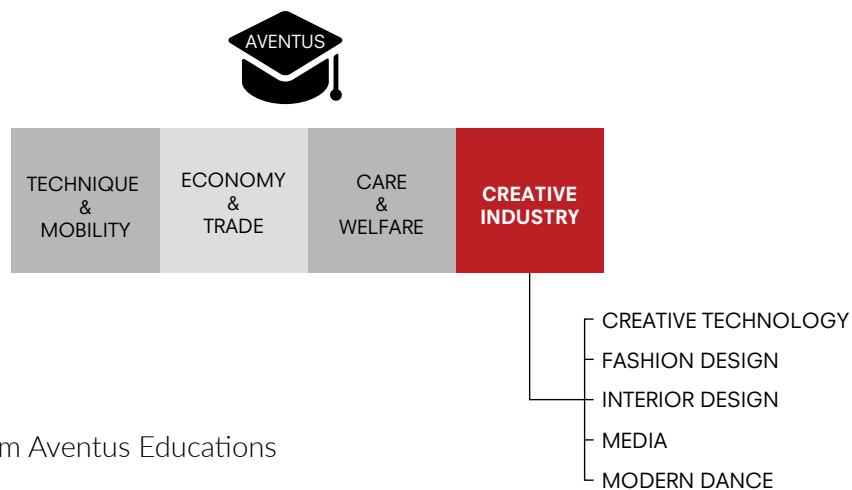 AVENTUS
TECHNIQUE
&
MOBILITY
ECONOMY
&
TRADE
CARE
&
WELFARE
CREATIVE
INDUSTRY
CREATIVE TECHNOLOGY
FASHION DESIGN
INTERIOR DESIGN
MEDIA
MODERN DANCE
Aventus Educations